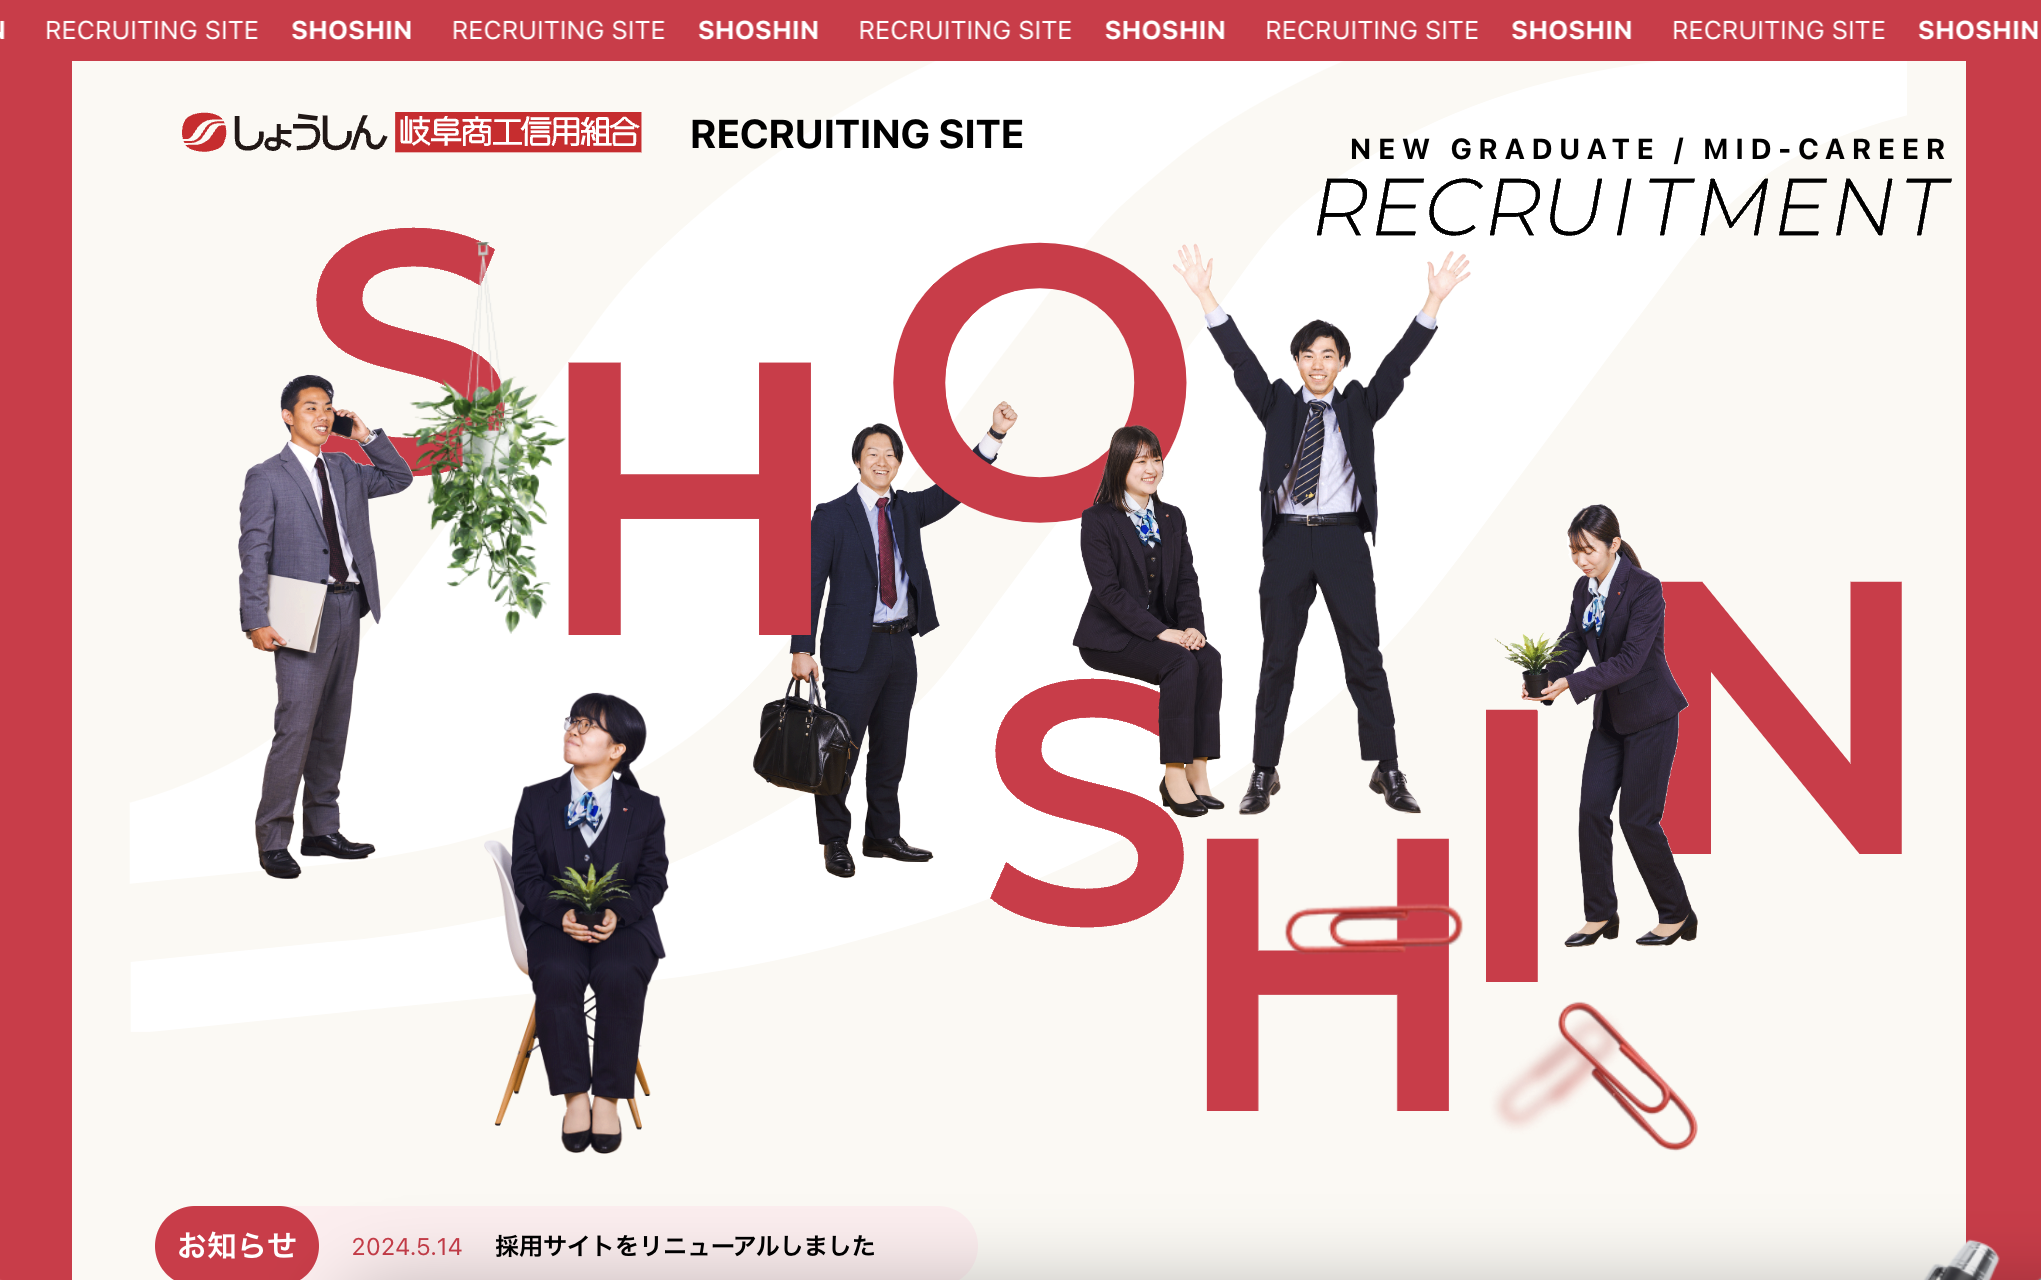 RECRUITING SITE SHOSHIN RECRUITING SITE SHOSHIN RECRUITING SITE SHOSHIN RECRUITING SITE SHOSHIN RECRUITING SITE SHOSHIN
しょうしん 岐阜商工信用組合 RECRUITING SITE
NEW GRADUATE / MID-CAREER
RECRUITMENT
SHO
SHIN
お知らせ 2024.5.14 採用サイトをリニューアルしました